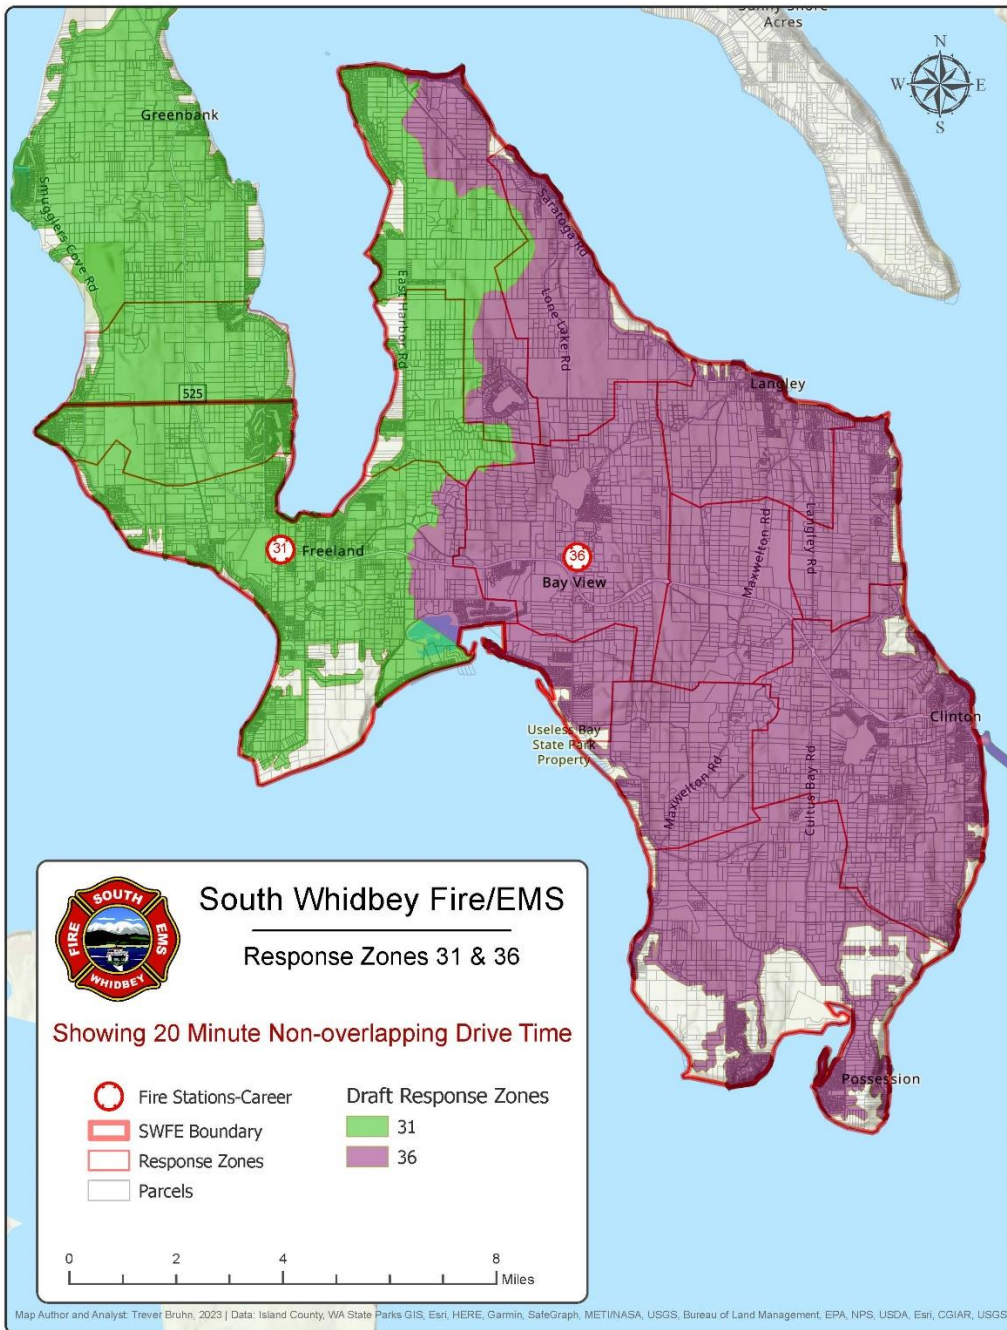 Sunny Shore
Acres
N
W
E
S
Greenbank
Smugglers Cove Rd
Saratoga Rd
East Harbor Rd
Lone Lake Rd
525
Langley
Langley Rd
Maxwelton Rd
31
Freeland
36
Bay View
Clinton
Useless Bay
State Park
Property
Maxwelton Rd
Cultus Bay Rd
Possession
SOUTH
FIRE
EMS
WHIDBEY
South Whidbey Fire/EMS
Response Zones 31 & 36
Showing 20 Minute Non-overlapping Drive Time
Fire Stations-Career
SWFE Boundary
Response Zones
Parcels
Draft Response Zones
31
36
0 2 4 8
Miles
Map Author and Analyst: Trever Bruhn, 2023 | Data: Island County, WA State Parks GIS, Esri, HERE, Garmin, SafeGraph, METI/NASA, USGS, Bureau of Land Management, EPA, NPS, USDA, Esri, CGIAR, USGS